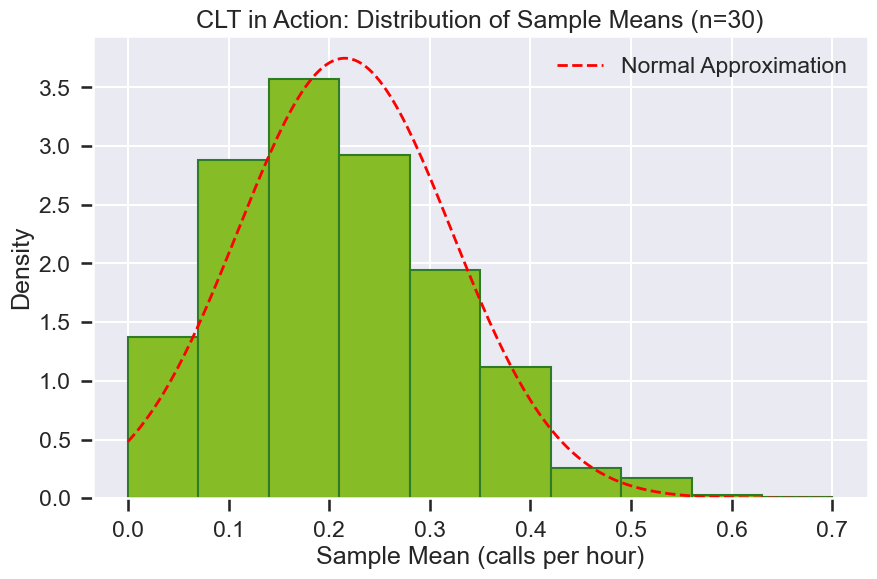 CLT in Action: Distribution of Sample Means (n=30)
Normal Approximation
Density
3.5
3.0
2.5
2.0
1.5
1.0
0.5
0.0
0.0 0.1 0.2 0.3 0.4 0.5 0.6 0.7
Sample Mean (calls per hour)